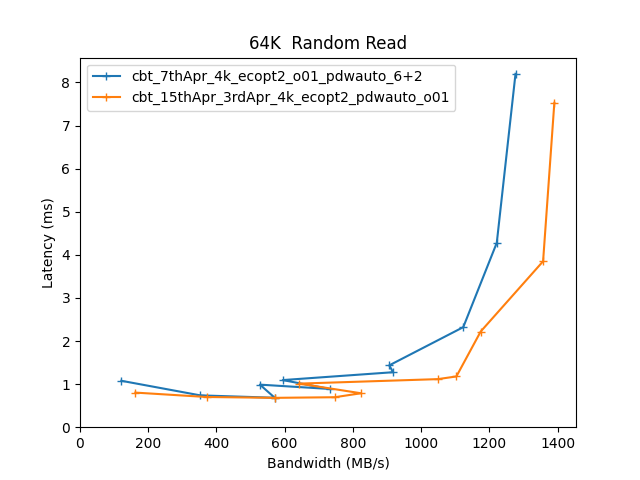 64K  Random Read
cbt_7thApr_4k_ecopt2_o01_pdwauto_6+2
cbt_15thApr_3rdApr_4k_ecopt2_pdwauto_o01
8
7
6
5
4
3
2
1
0
Latency (ms)
0 200 400 600 800 1000 1200 1400
Bandwidth (MB/s)